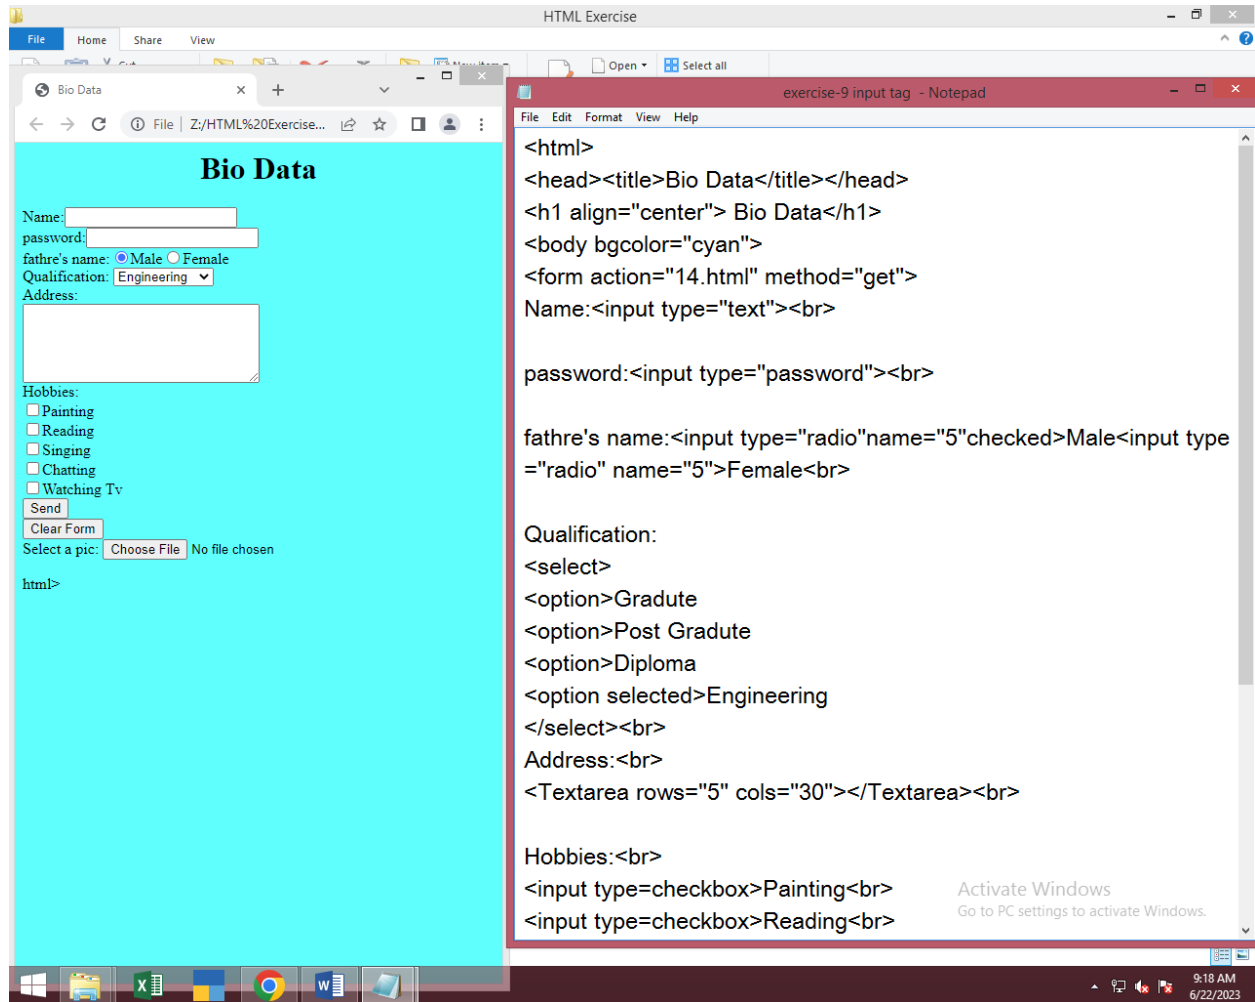 HTML Exercise
File Home Share View
Open Select all
Bio Data
File Z:/HTML%20Exercise...
Bio Data
Name:
password:
fathre's name: Male Female
Qualification: Engineering
Address:
Hobbies:
Painting
Reading
Singing
Chatting
Watching Tv
Send
Clear Form
Select a pic: Choose File No file chosen
html>
exercise-9 input tag - Notepad
File Edit Format View Help
<html>
<head><title>Bio Data</title></head>
<h1 align="center"> Bio Data</h1>
<body bgcolor="cyan">
<form action="14.html" method="get">
Name:<input type="text"><br>
password:<input type="password"><br>
fathre's name:<input type="radio"name="5"checked>Male<input type
="radio" name="5">Female<br>
Qualification:
<select>
<option>Gradute
<option>Post Gradute
<option>Diploma
<option selected>Engineering
</select><br>
Address:<br>
<Textarea rows="5" cols="30"></Textarea><br>
Hobbies:<br>
<input type=checkbox>Painting<br>
<input type=checkbox>Reading<br>
Activate Windows
Go to PC settings to activate Windows.
9:18 AM
6/22/2023